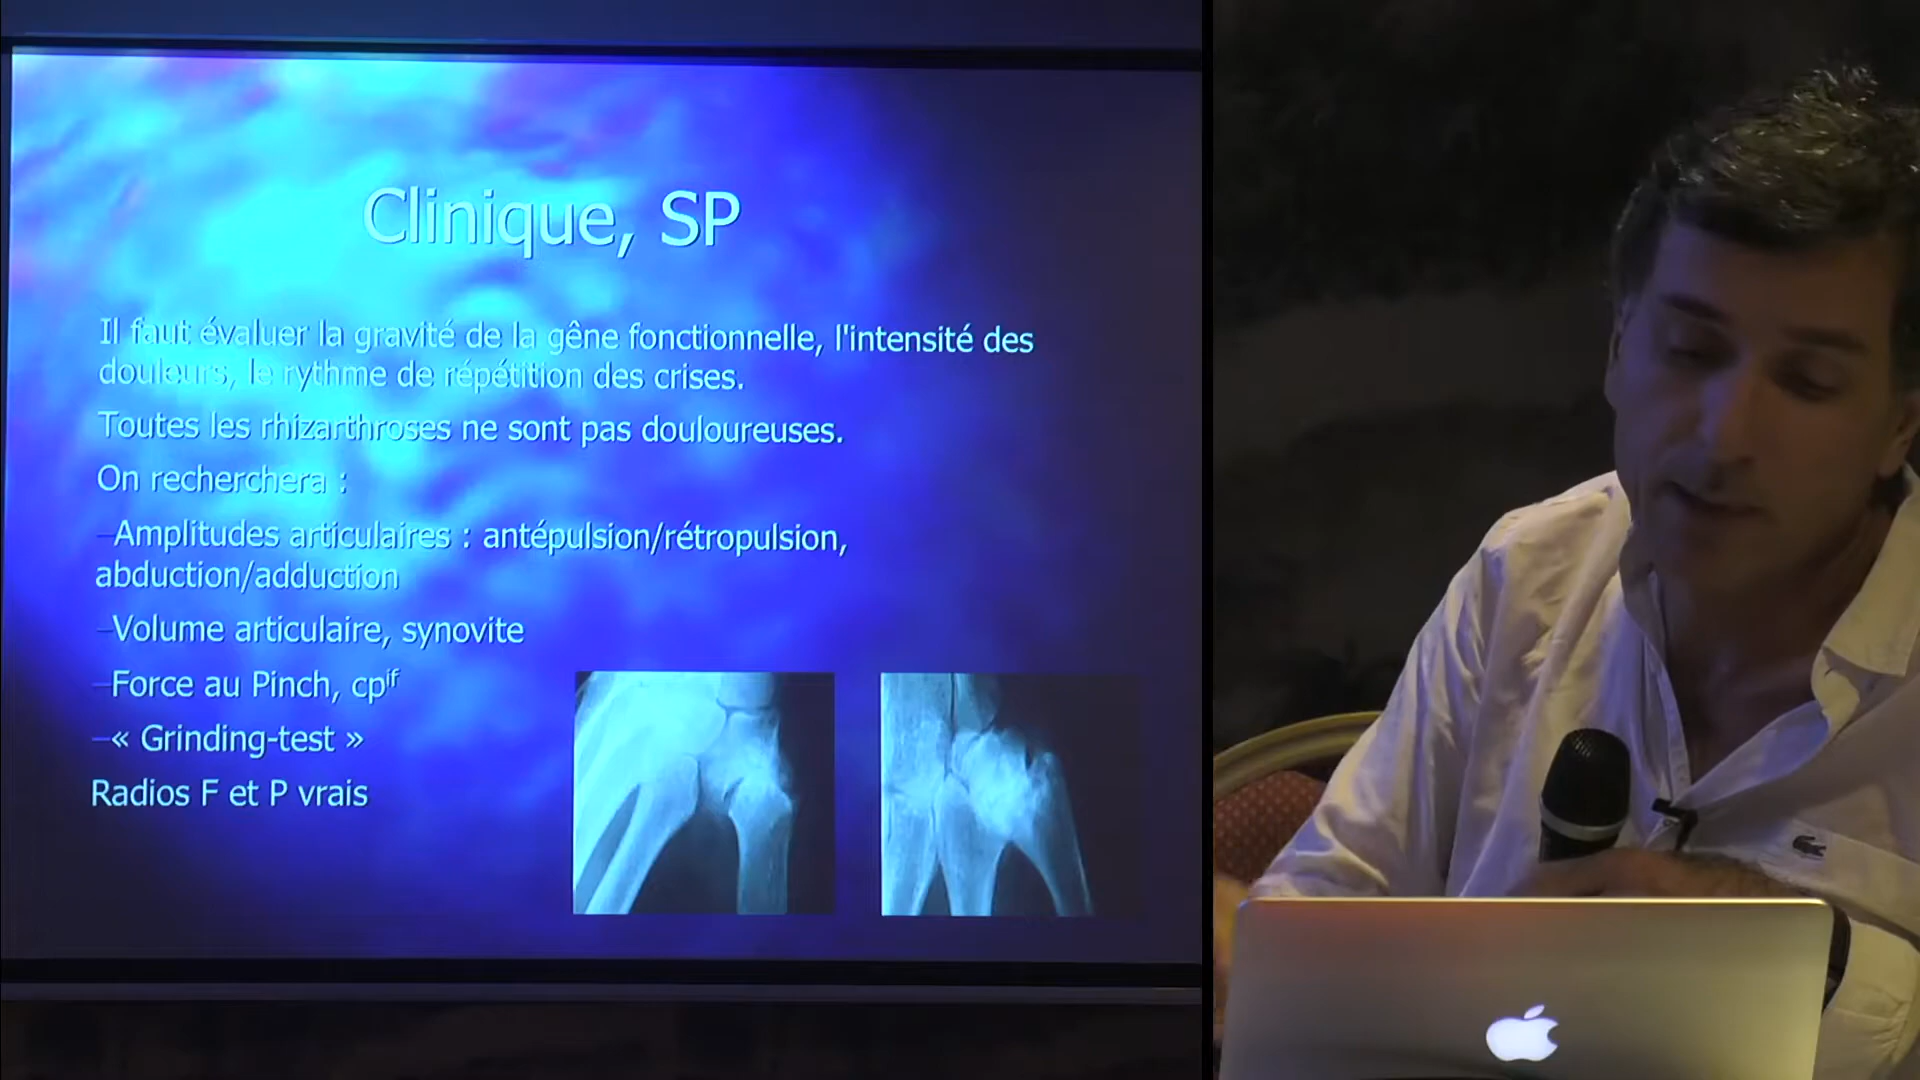 Clinique, SP
Il faut évaluer la gravité de la gêne fonctionnelle, l'intensité des
douleurs, le rythme de répétition des crises.
Toutes les rhizarthroses ne sont pas douloureuses.
On recherchera :
–Amplitudes articulaires : antépulsion/rétropulsion,
abduction/adduction
–Volume articulaire, synovite
–Force au Pinch, cpif
–« Grinding-test »
Radios F et P vrais